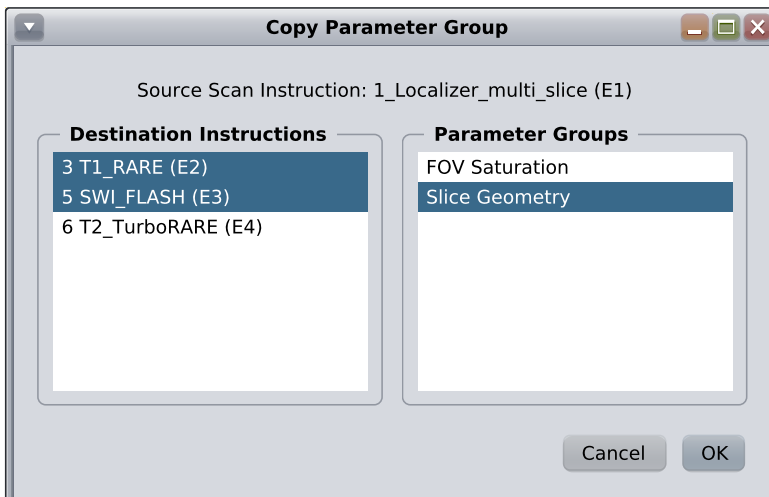 Copy Parameter Group
Source Scan Instruction: 1_Localizer_multi_slice (E1)
Destination Instructions
3 T1_RARE (E2)
5 SWI_FLASH (E3)
6 T2_TurboRARE (E4)
Parameter Groups
FOV Saturation
Slice Geometry
Cancel
OK